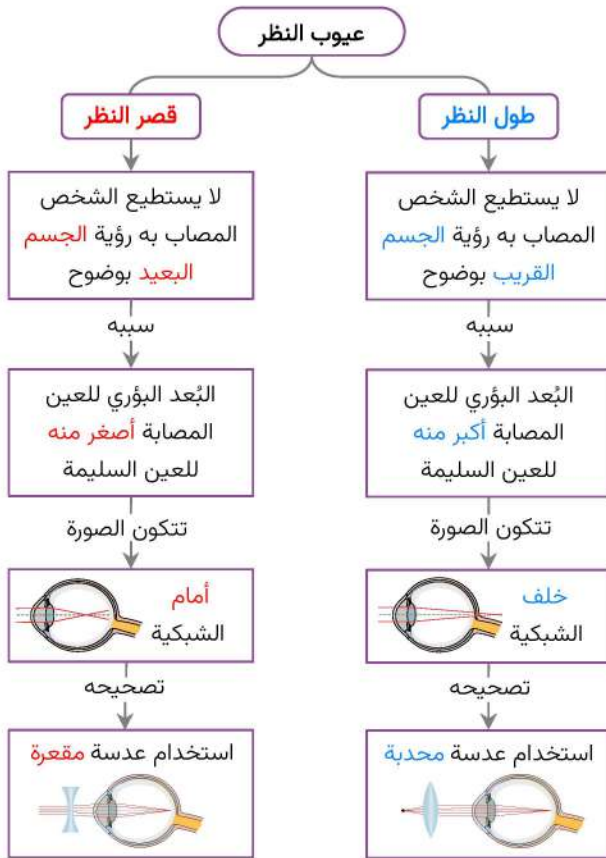 عيوب النظر
طول النظر
لا يستطيع الشخص
المصاب به رؤية الجسم
القريب بوضوح
سببه
البُعد البؤري للعين
المصابة أكبر منه
للعين السليمة
تتكون الصورة
خلف
الشبكية
تصحيحه
استخدام عدسة محدبة
قصر النظر
لا يستطيع الشخص
المصاب به ر�ية الجسم
البعيد بوضوح
سببه
البُعد البؤري للعين
المصابة أصغر منه
للعين السليمة
تتكون الصورة
أمام
الشبكية
تصحيحه
استخدام عدسة مقعرة